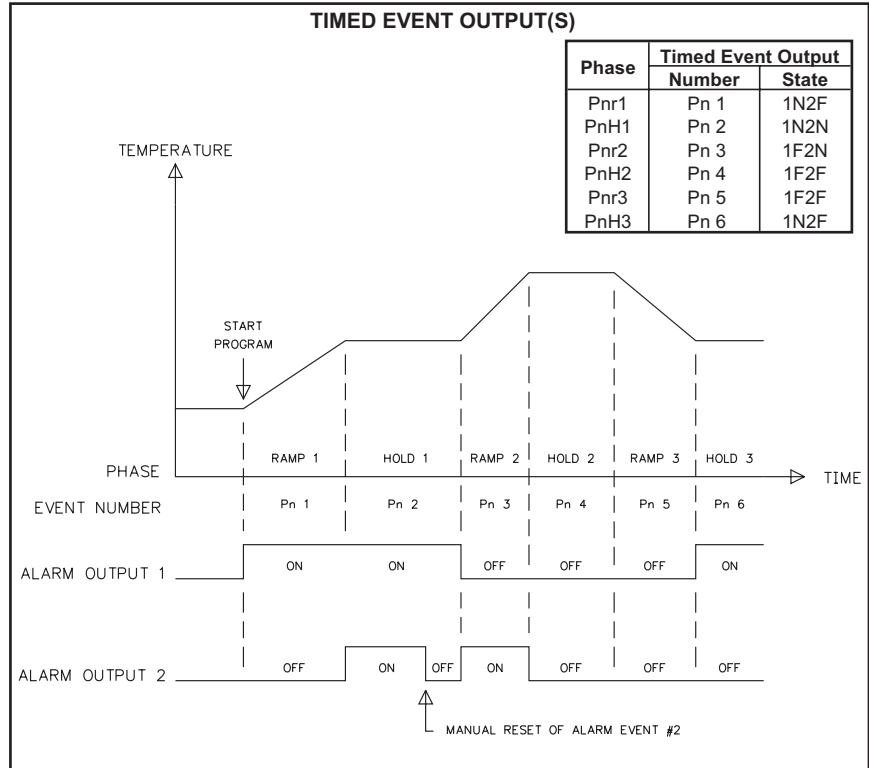 TIMED EVENT OUTPUT(S)
Phase Timed Event Output
Number State
Pnr1 Pn 1 1N2F
PnH1 Pn 2 1N2N
Pnr2 Pn 3 1F2N
PnH2 Pn 4 1F2F
Pnr3 Pn 5 1F2F
PnH3 Pn 6 1N2F
TEMPERATURE
START
PROGRAM
PHASE RAMP 1 HOLD 1 RAMP 2 HOLD 2 RAMP 3 HOLD 3 TIME
EVENT NUMBER Pn 1 Pn 2 Pn 3 Pn 4 Pn 5 Pn 6
ALARM OUTPUT 1 ON ON OFF OFF OFF ON
ALARM OUTPUT 2 OFF ON OFF ON OFF OFF OFF
MANUAL RESET OF ALARM EVENT #2